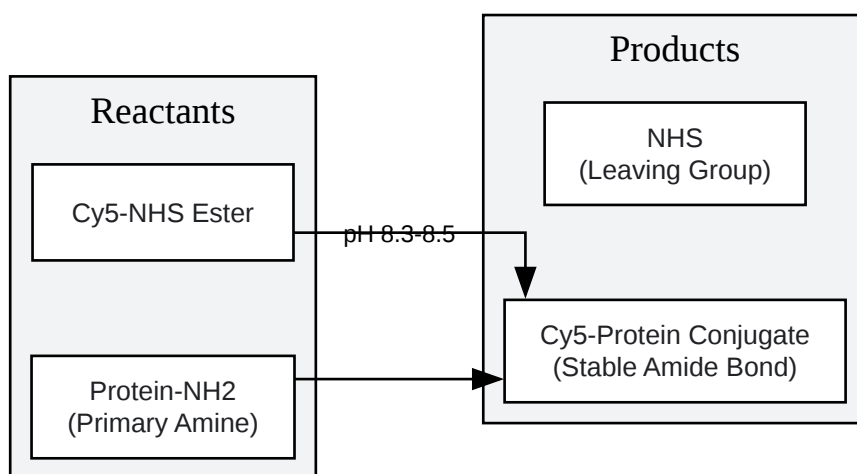 Reactants
Cy5-NHS Ester
Protein-NH2
(Primary Amine)
pH 8.3-8.5
Products
NHS
(Leaving Group)
Cy5-Protein Conjugate
(Stable Amide Bond)